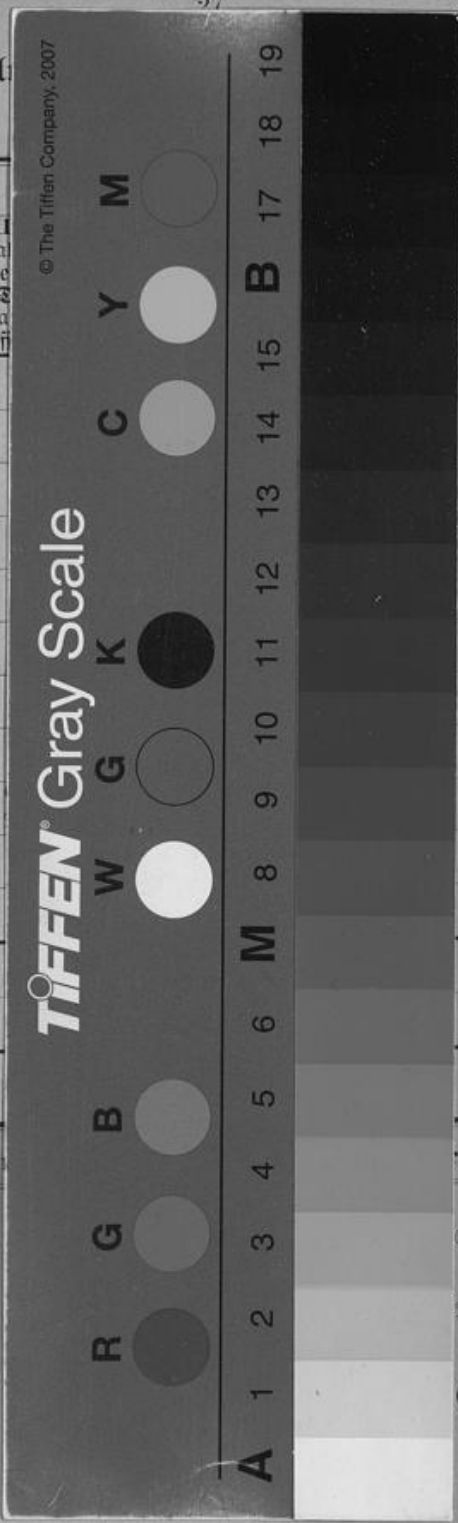 © The Tiffen Company, 2007
TIFFEN® Gray Scale
R G B W G K C Y M
A 1 2 3 4 5 6 M 8 9 10 11 12 13 14 15 B 17 18 19